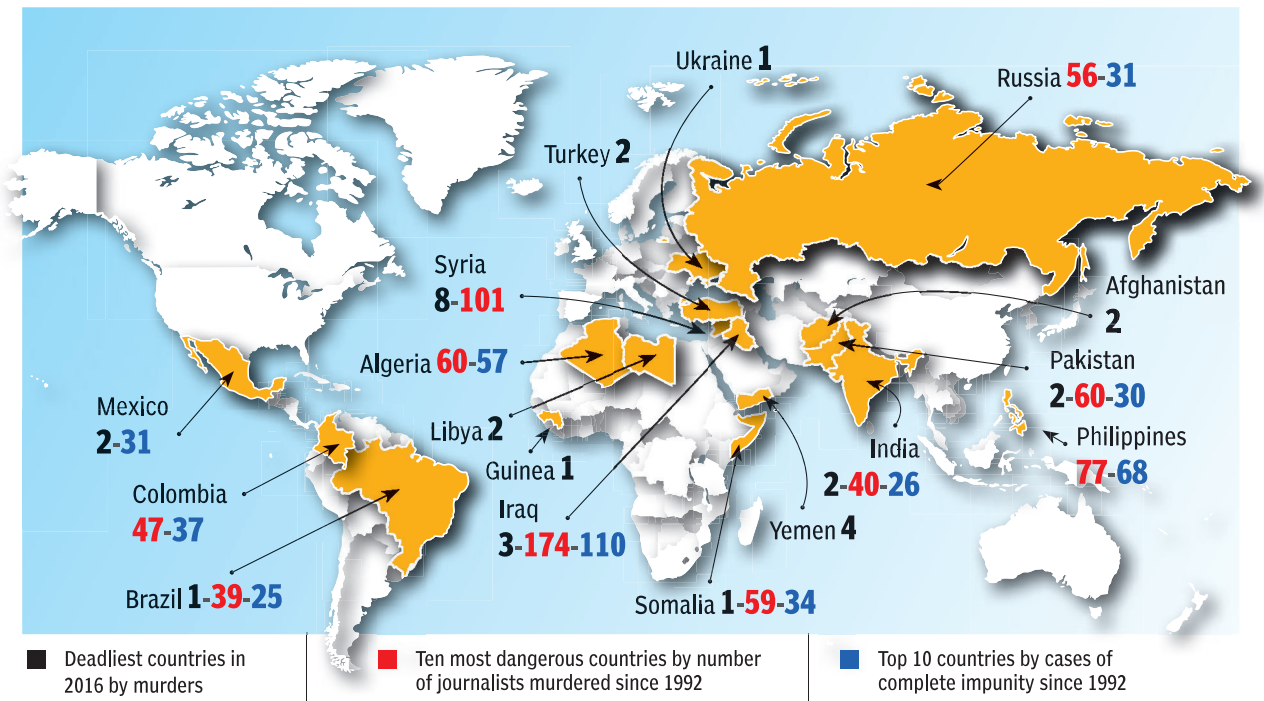 Ukraine 1
Russia 56-31
Turkey 2
Syria
8-101
Afghanistan
2
Algeria 60-57
Pakistan
2-60-30
Mexico
2-31
Libya 2
Philippines
77-68
Guinea 1
India
2-40-26
Colombia
47-37
Iraq
3-174-110
Yemen 4
Brazil 1-39-25
Somalia 1-59-34
Deadliest countries in
2016 by murders
Ten most dangerous countries by number
of journalists murdered since 1992
Top 10 countries by cases of
complete impunity since 1992